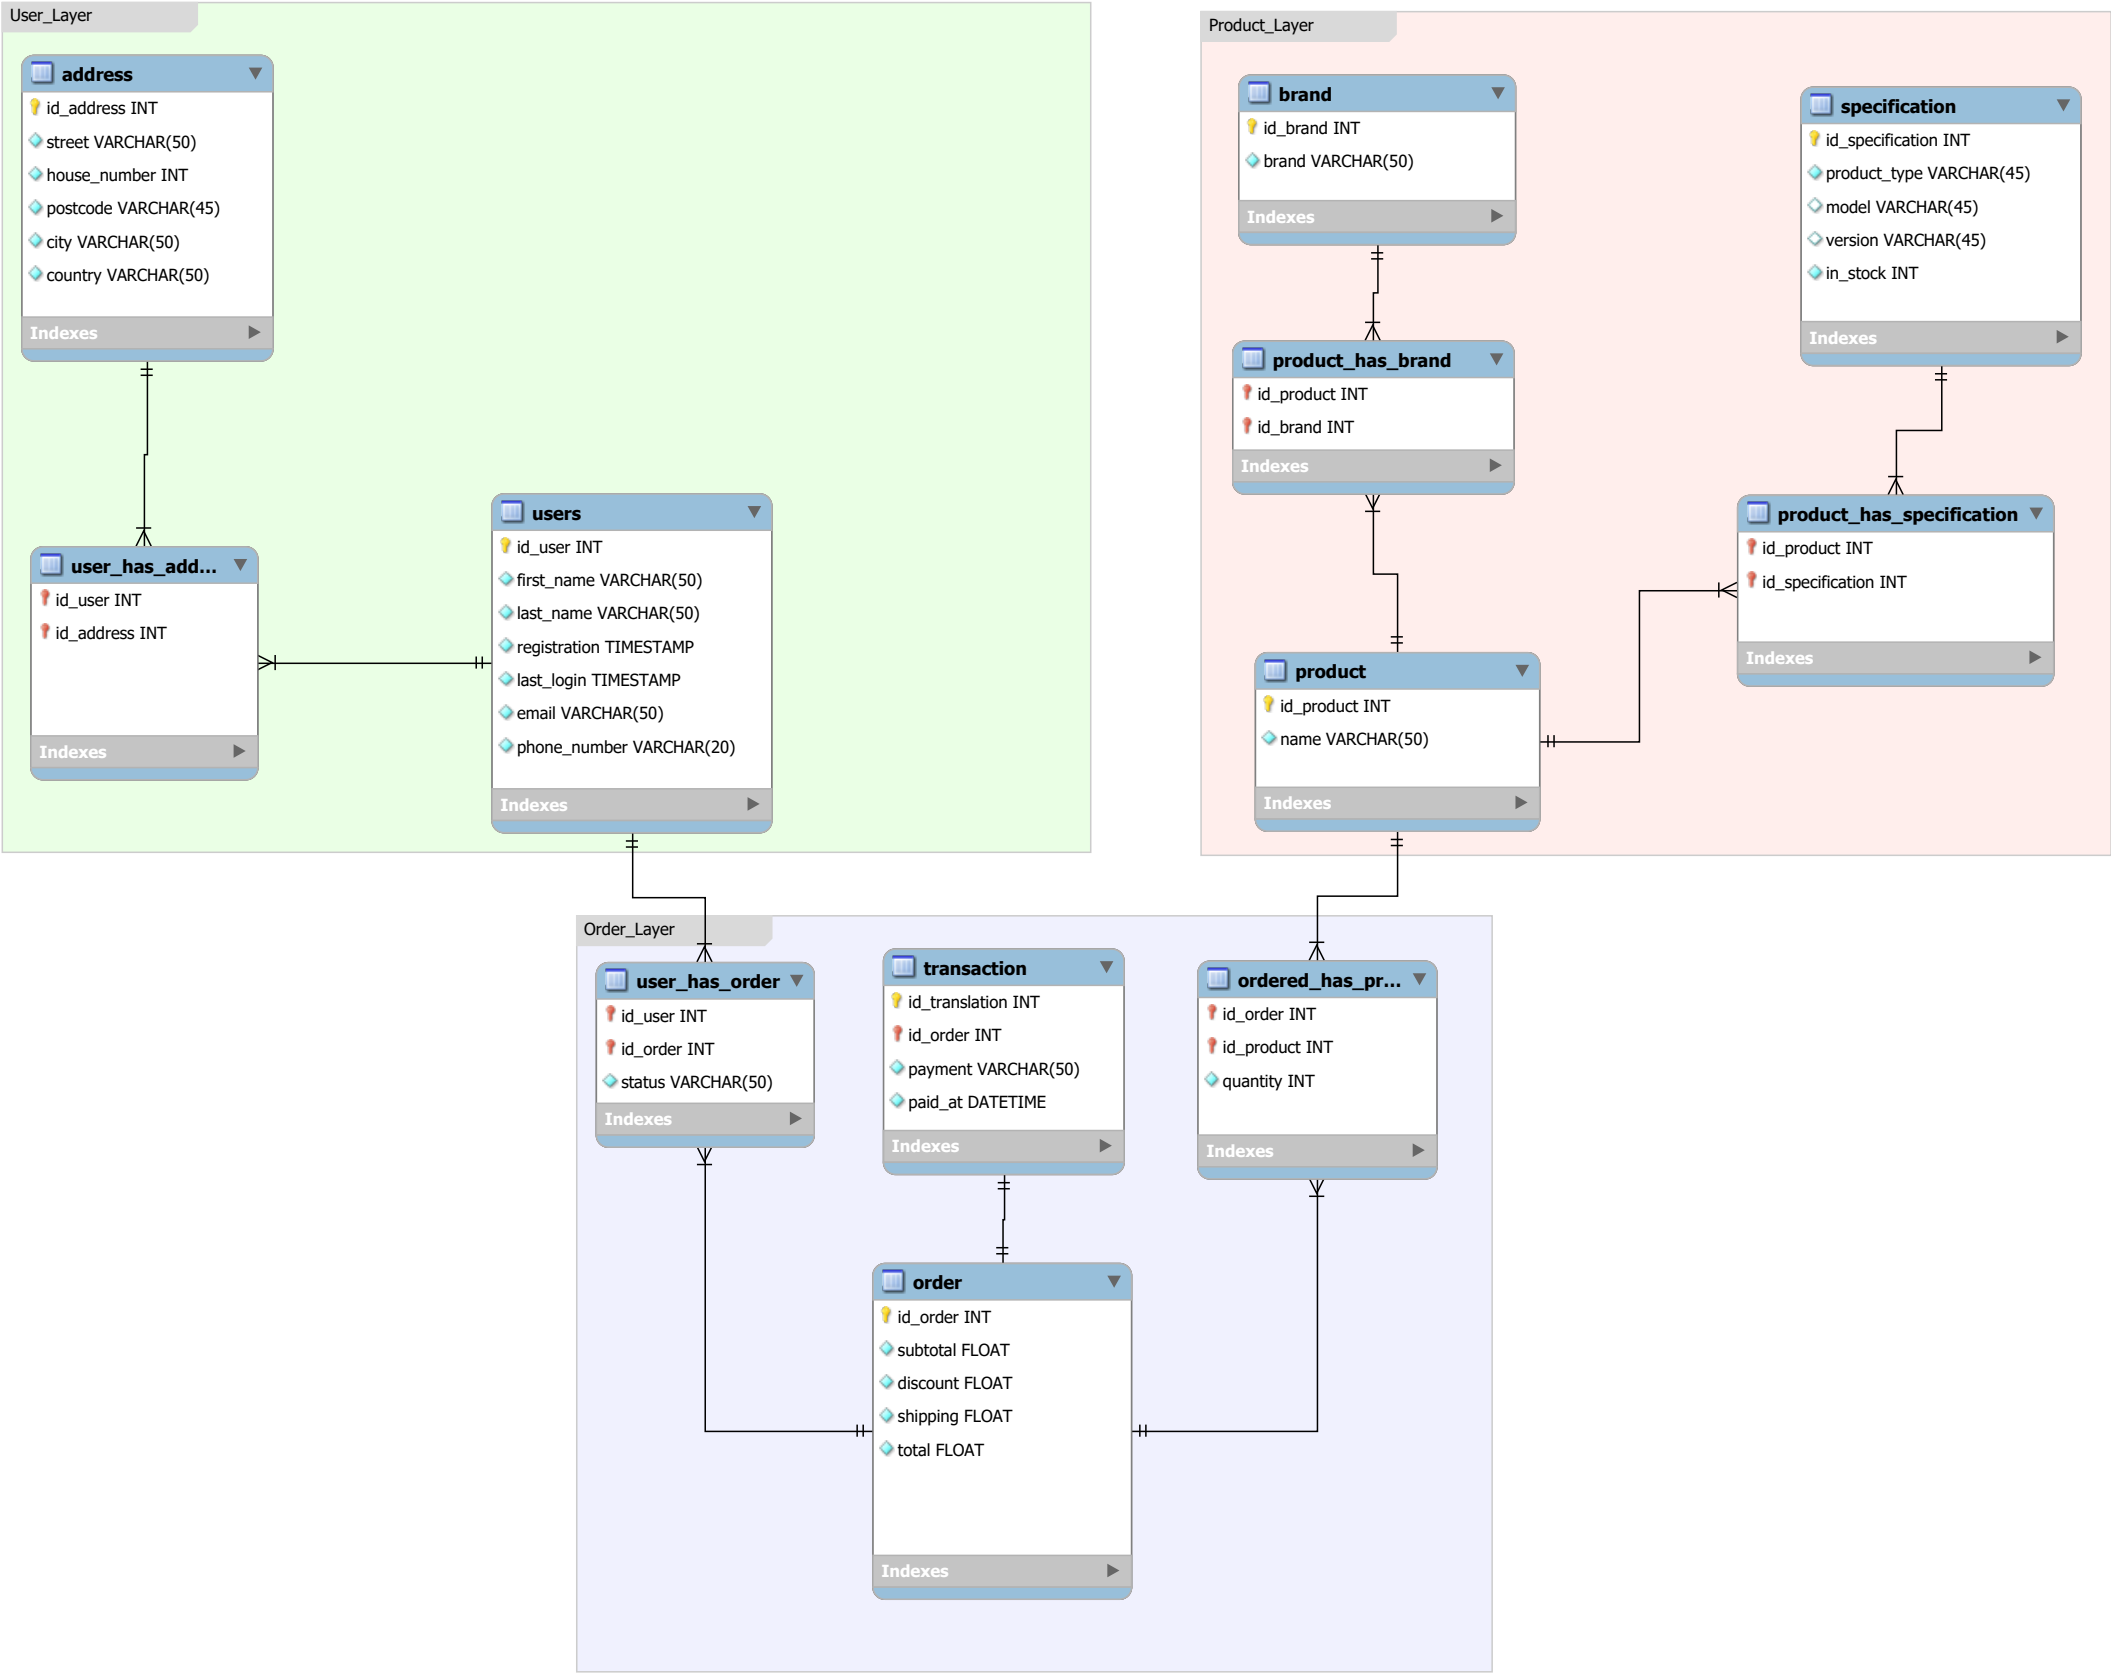 User_Layer
address
id_address INT
street VARCHAR(50)
house_number INT
postcode VARCHAR(45)
city VARCHAR(50)
country VARCHAR(50)
Indexes
user_has_add...
id_user INT
id_address INT
Indexes
users
id_user INT
first_name VARCHAR(50)
last_name VARCHAR(50)
registration TIMESTAMP
last_login TIMESTAMP
email VARCHAR(50)
phone_number VARCHAR(20)
Indexes
Product_Layer
brand
id_brand INT
brand VARCHAR(50)
Indexes
specification
id_specification INT
product_type VARCHAR(45)
model VARCHAR(45)
version VARCHAR(45)
in_stock INT
Indexes
product_has_brand
id_product INT
id_brand INT
Indexes
product_has_specification
id_product INT
id_specification INT
Indexes
product
id_product INT
name VARCHAR(50)
Indexes
Order_Layer
user_has_order
id_user INT
id_order INT
status VARCHAR(50)
Indexes
transaction
id_translation INT
id_order INT
payment VARCHAR(50)
paid_at DATETIME
Indexes
ordered_has_pr...
id_order INT
id_product INT
quantity INT
Indexes
order
id_order INT
subtotal FLOAT
discount FLOAT
shipping FLOAT
total FLOAT
Indexes